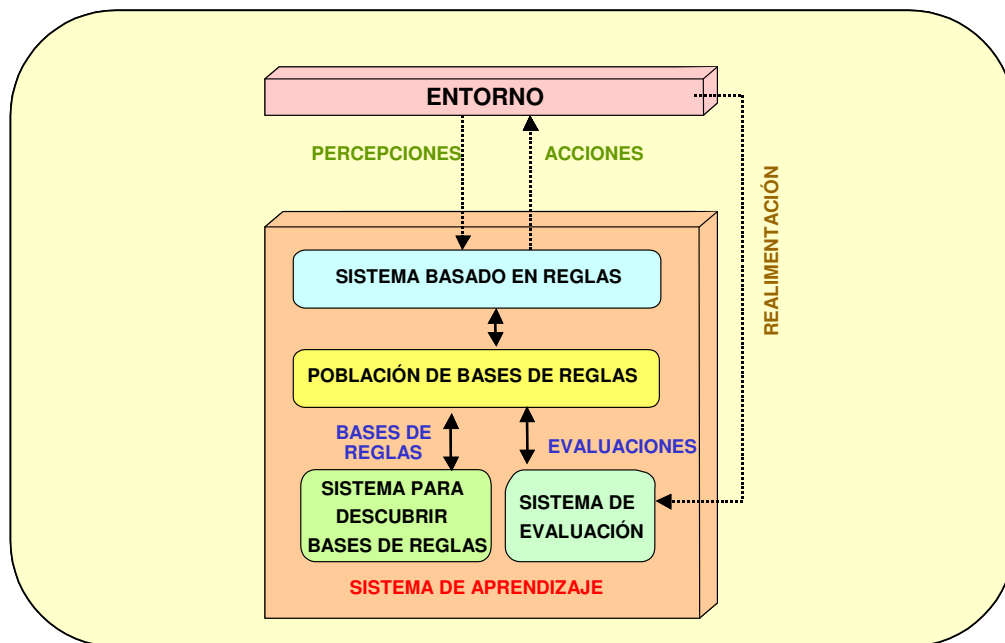 ENTORNO
PERCEPCIONES
ACCIONES
REALIMENTACIÓN
SISTEMA BASADO EN REGLAS
POBLACIÓN DE BASES DE REGLAS
BASES DE
REGLAS
EVALUACIONES
SISTEMA PARA
DESCUBRIR
BASES DE REGLAS
SISTEMA DE
EVALUACIÓN
SISTEMA DE APRENDIZAJE